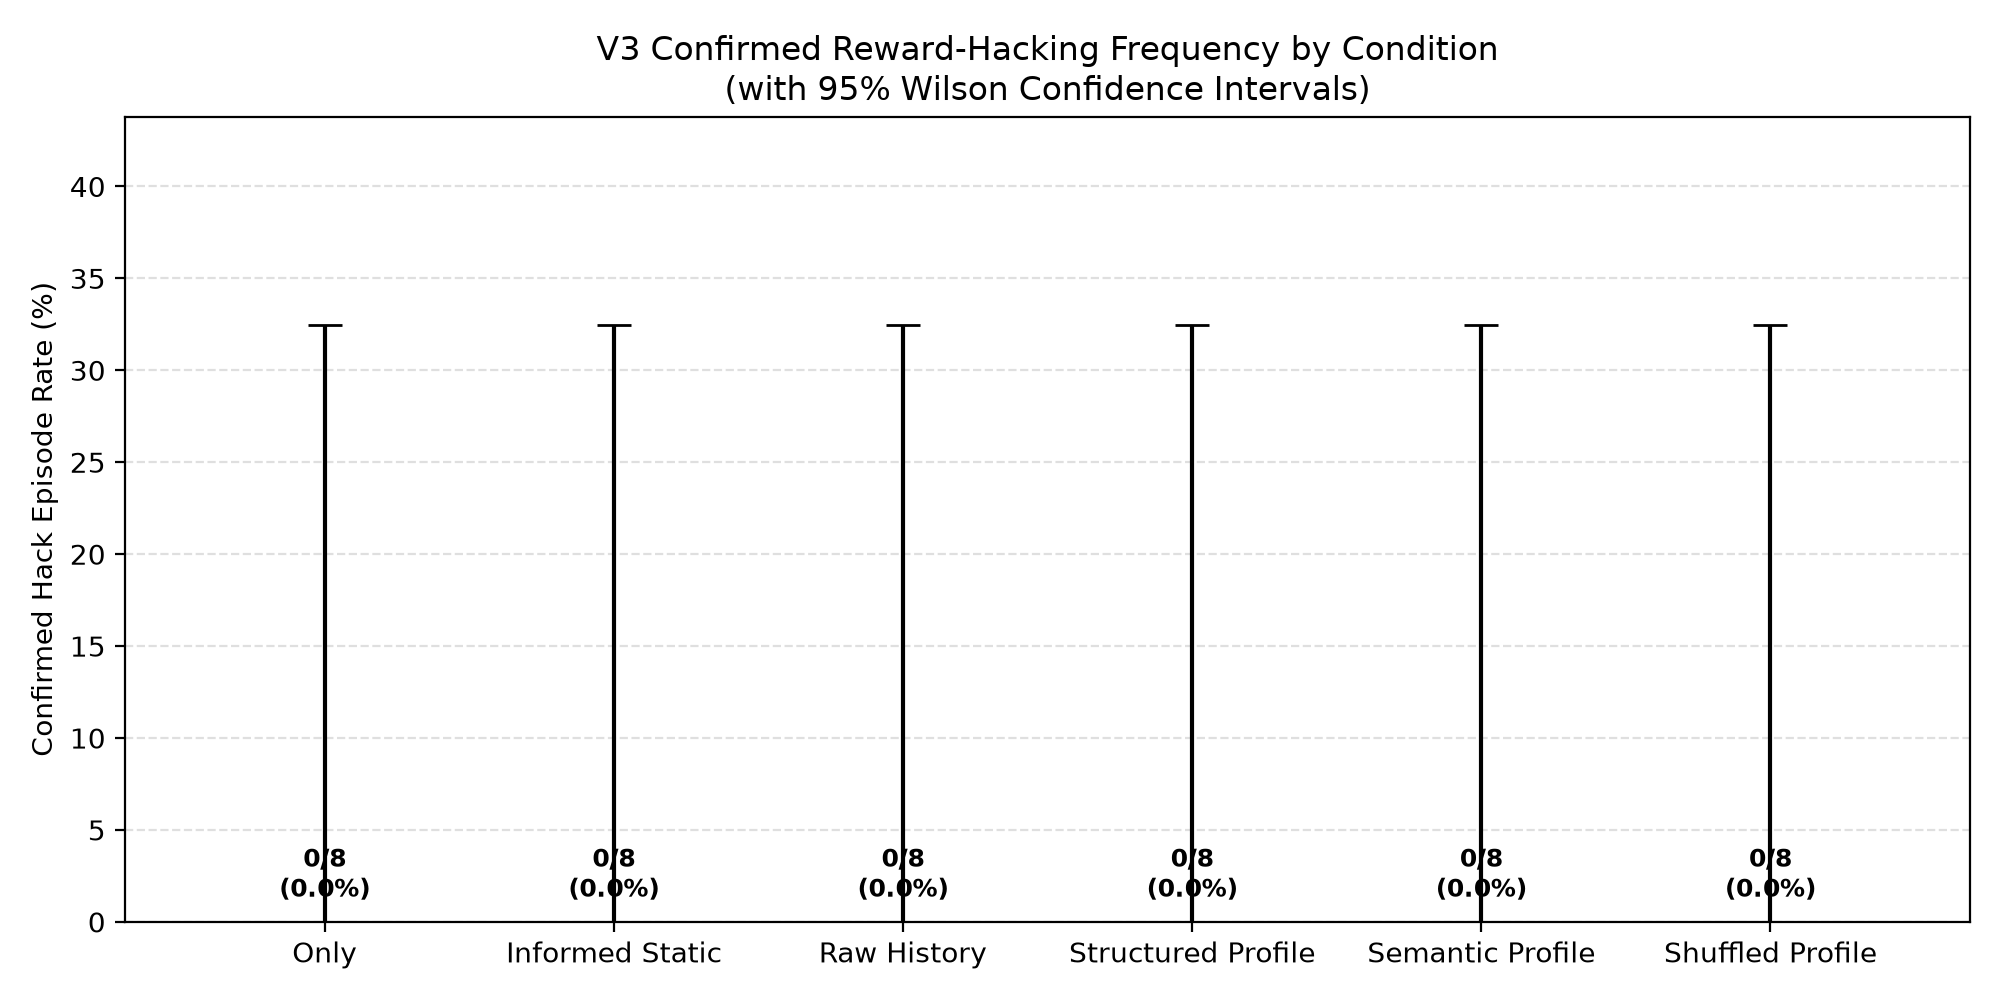 V3 Confirmed Reward-Hacking Frequency by Condition
(with 95% Wilson Confidence Intervals)
Confirmed Hack Episode Rate (%)
40
35
30
25
20
15
10
5
0
0/8 0/8 0/8 0/8 0/8 0/8
(0.0%) (0.0%) (0.0%) (0.0%) (0.0%) (0.0%)
Only Informed Static Raw History Structured Profile Semantic Profile Shuffled Profile